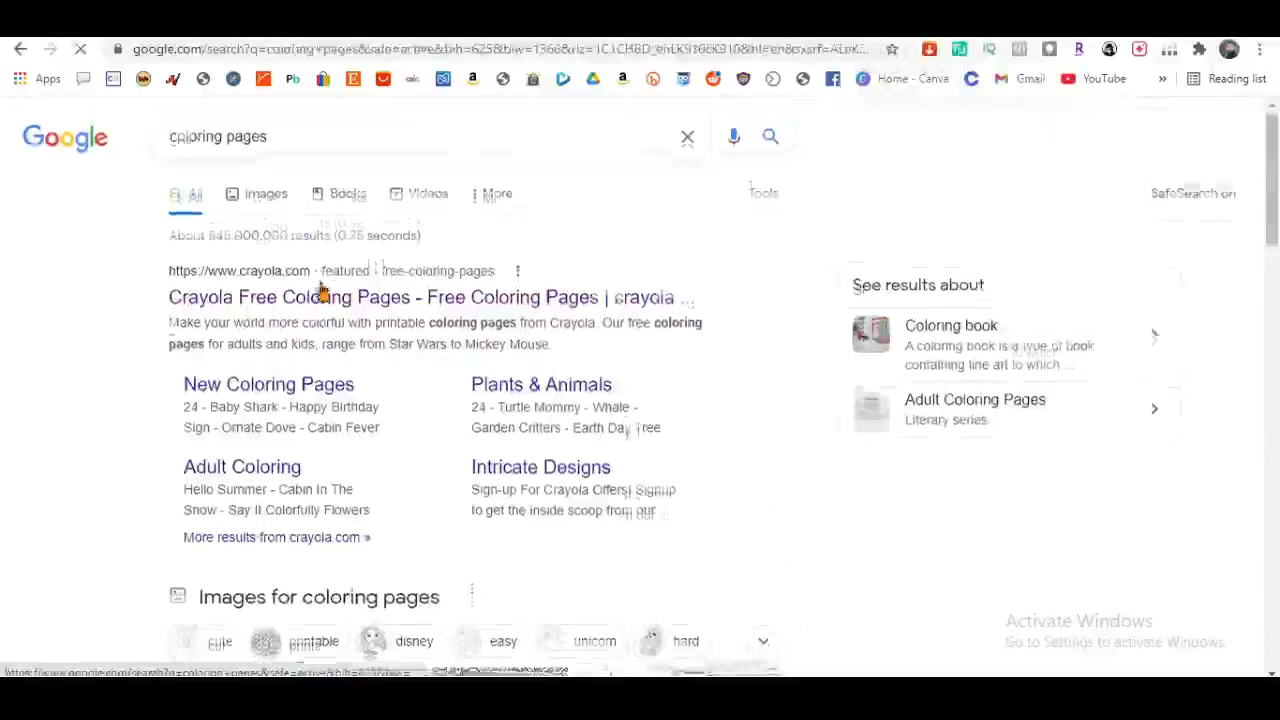 Apps
Pb
Home - Canva
Gmail
YouTube
»
Reading list
Google
coloring pages
All
Images
Books
Videos
More
Tools
SafeSearch on
results (0.75 seconds)
https://www.crayola.com › featured › free-coloring-pages
Crayola Free Coloring Pages - Free Coloring Pages | crayola ...
Make your world more colorful with printable coloring pages from Crayola. Our free coloring
pages for adults and kids, range from Star Wars to Mickey Mouse.
New Coloring Pages
24 - Baby Shark - Happy Birthday
Sign - Ornate Dove - Cabin Fever
Plants & Animals
24 - Turtle Mommy - Whale -
Garden Critters - Earth Day Tree
Adult Coloring
Hello Summer - Cabin In The
Snow - Say It Colorfully Flowers
Intricate Designs
Sign-up For Crayola Offers! Signup
to get the inside scoop from our ...
More results from crayola.com »
See results about
Coloring book
A coloring book is a type of book
containing line art to which ...
Adult Coloring Pages
Literary series
Images for coloring pages
cute
printable
disney
easy
unicorn
hard
Activate Windows
Go to Settings to activate Windows.